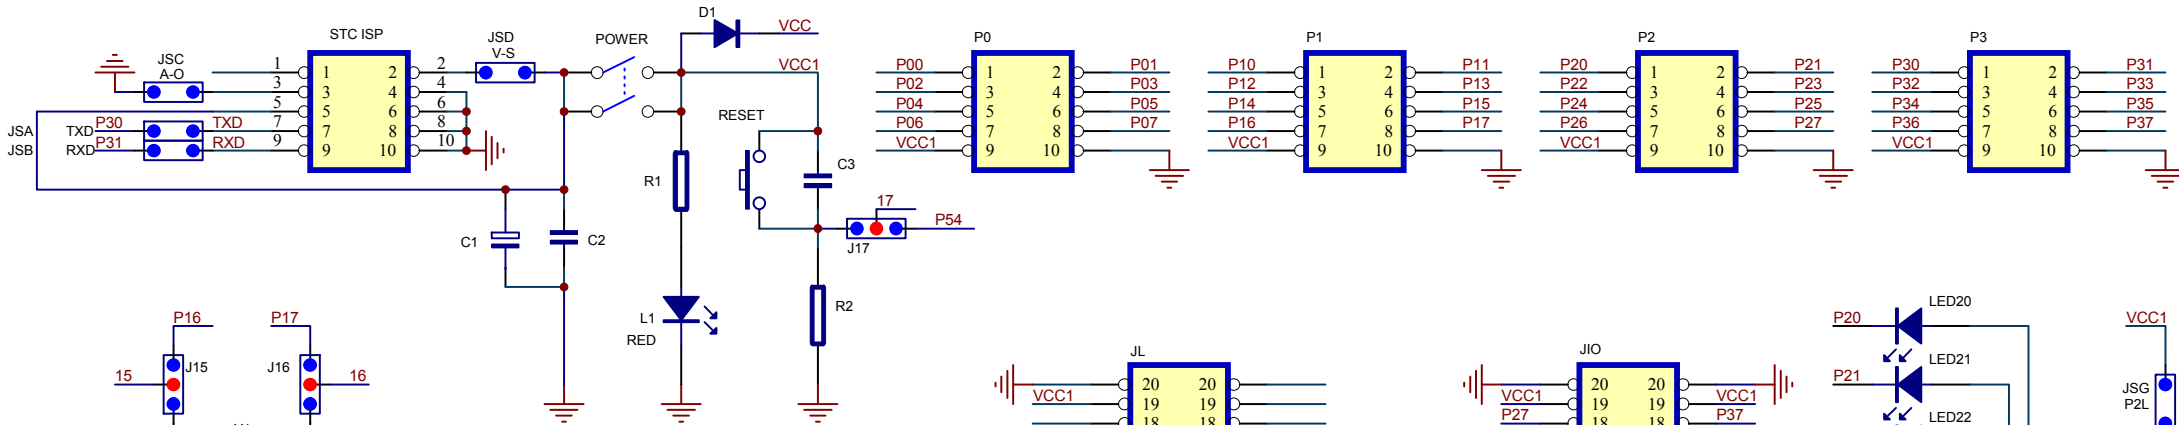 D1
VCC
STC ISP
JSD
V-S
POWER
P0
P1
P2
P3
JSC
A-O
1 1 2 2
VCC1
3 3 4 4
5 5 6 6
7 7 8 8
9 9 10 10
JSA TXD P30 TXD
JSB RXD P31 RXD
RESET
P00 1 2 P01
P02 3 4 P03
P04 5 6 P05
P06 7 8 P07
VCC1 9 10
P10 1 2 P11
P12 3 4 P13
P14 5 6 P15
P16 7 8 P17
VCC1 9 10
P20 1 2 P21
P22 3 4 P23
P24 5 6 P25
P26 7 8 P27
VCC1 9 10
P30 1 2 P31
P32 3 4 P33
P34 5 6 P35
P36 7 8 P37
VCC1 9 10
R1
C3
17
P54
J17
C1
C2
R2
L1
RED
P16
P17
J15
J16
15
16
JL
20 20
VCC1 19 19
18 18
JIO
20 20
VCC1 19 19 VCC1
P27 18 18 P37
LED20
P20
LED21
P21
LED22
VCC1
JSG
P2L